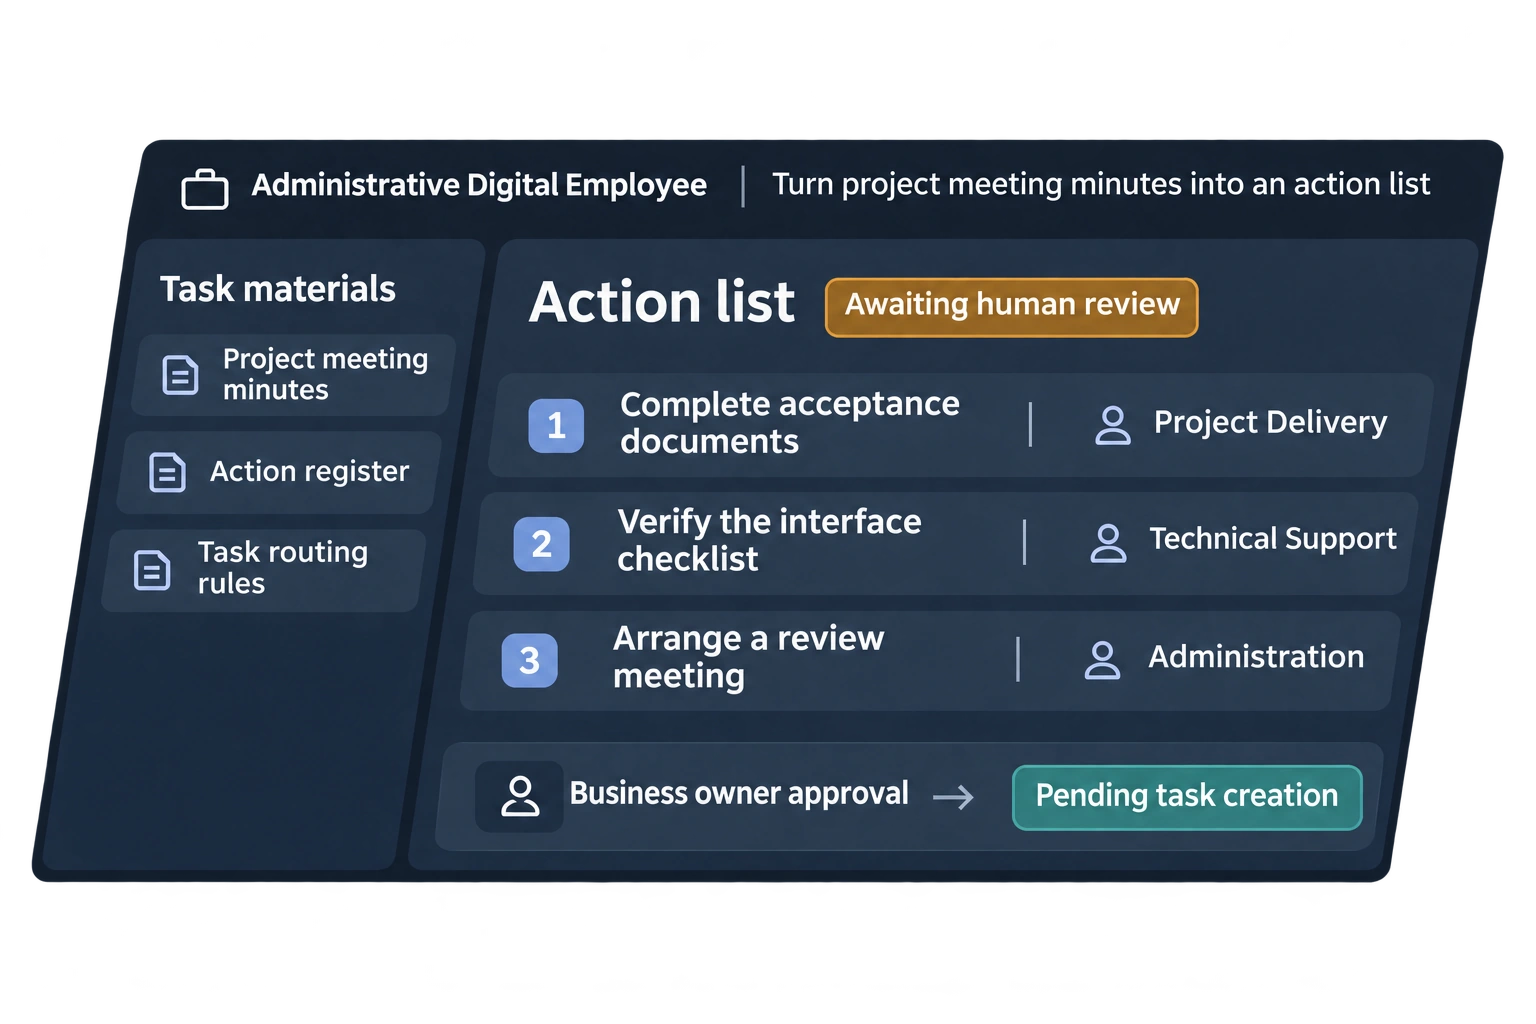 Administrative Digital Employee | Turn project meeting minutes into an action list
Task materials
Project meeting
minutes
Action register
Task routing
rules
Action list
Awaiting human review
1
Complete acceptance
documents
Project Delivery
2
Verify the interface
checklist
Technical Support
3
Arrange a review
meeting
Administration
Business owner approval → Pending task creation